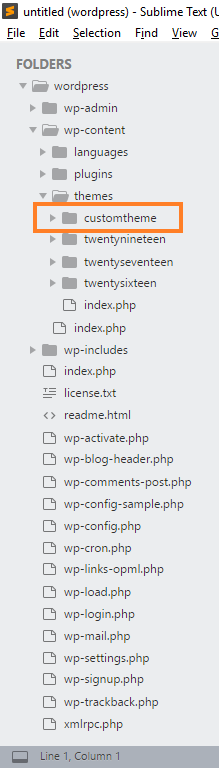 untitled (wordpress) - Sublime Text (U
File Edit Selection Find View G
FOLDERS
wordpress
wp-admin
wp-content
languages
plugins
themes
customtheme
twentynineteen
twentyseventeen
twentysixteen
index.php
index.php
wp-includes
index.php
license.txt
readme.html
wp-activate.php
wp-blog-header.php
wp-comments-post.php
wp-config-sample.php
wp-config.php
wp-cron.php
wp-links-opml.php
wp-load.php
wp-login.php
wp-mail.php
wp-settings.php
wp-signup.php
wp-trackback.php
xmlrpc.php
Line 1, Column 1